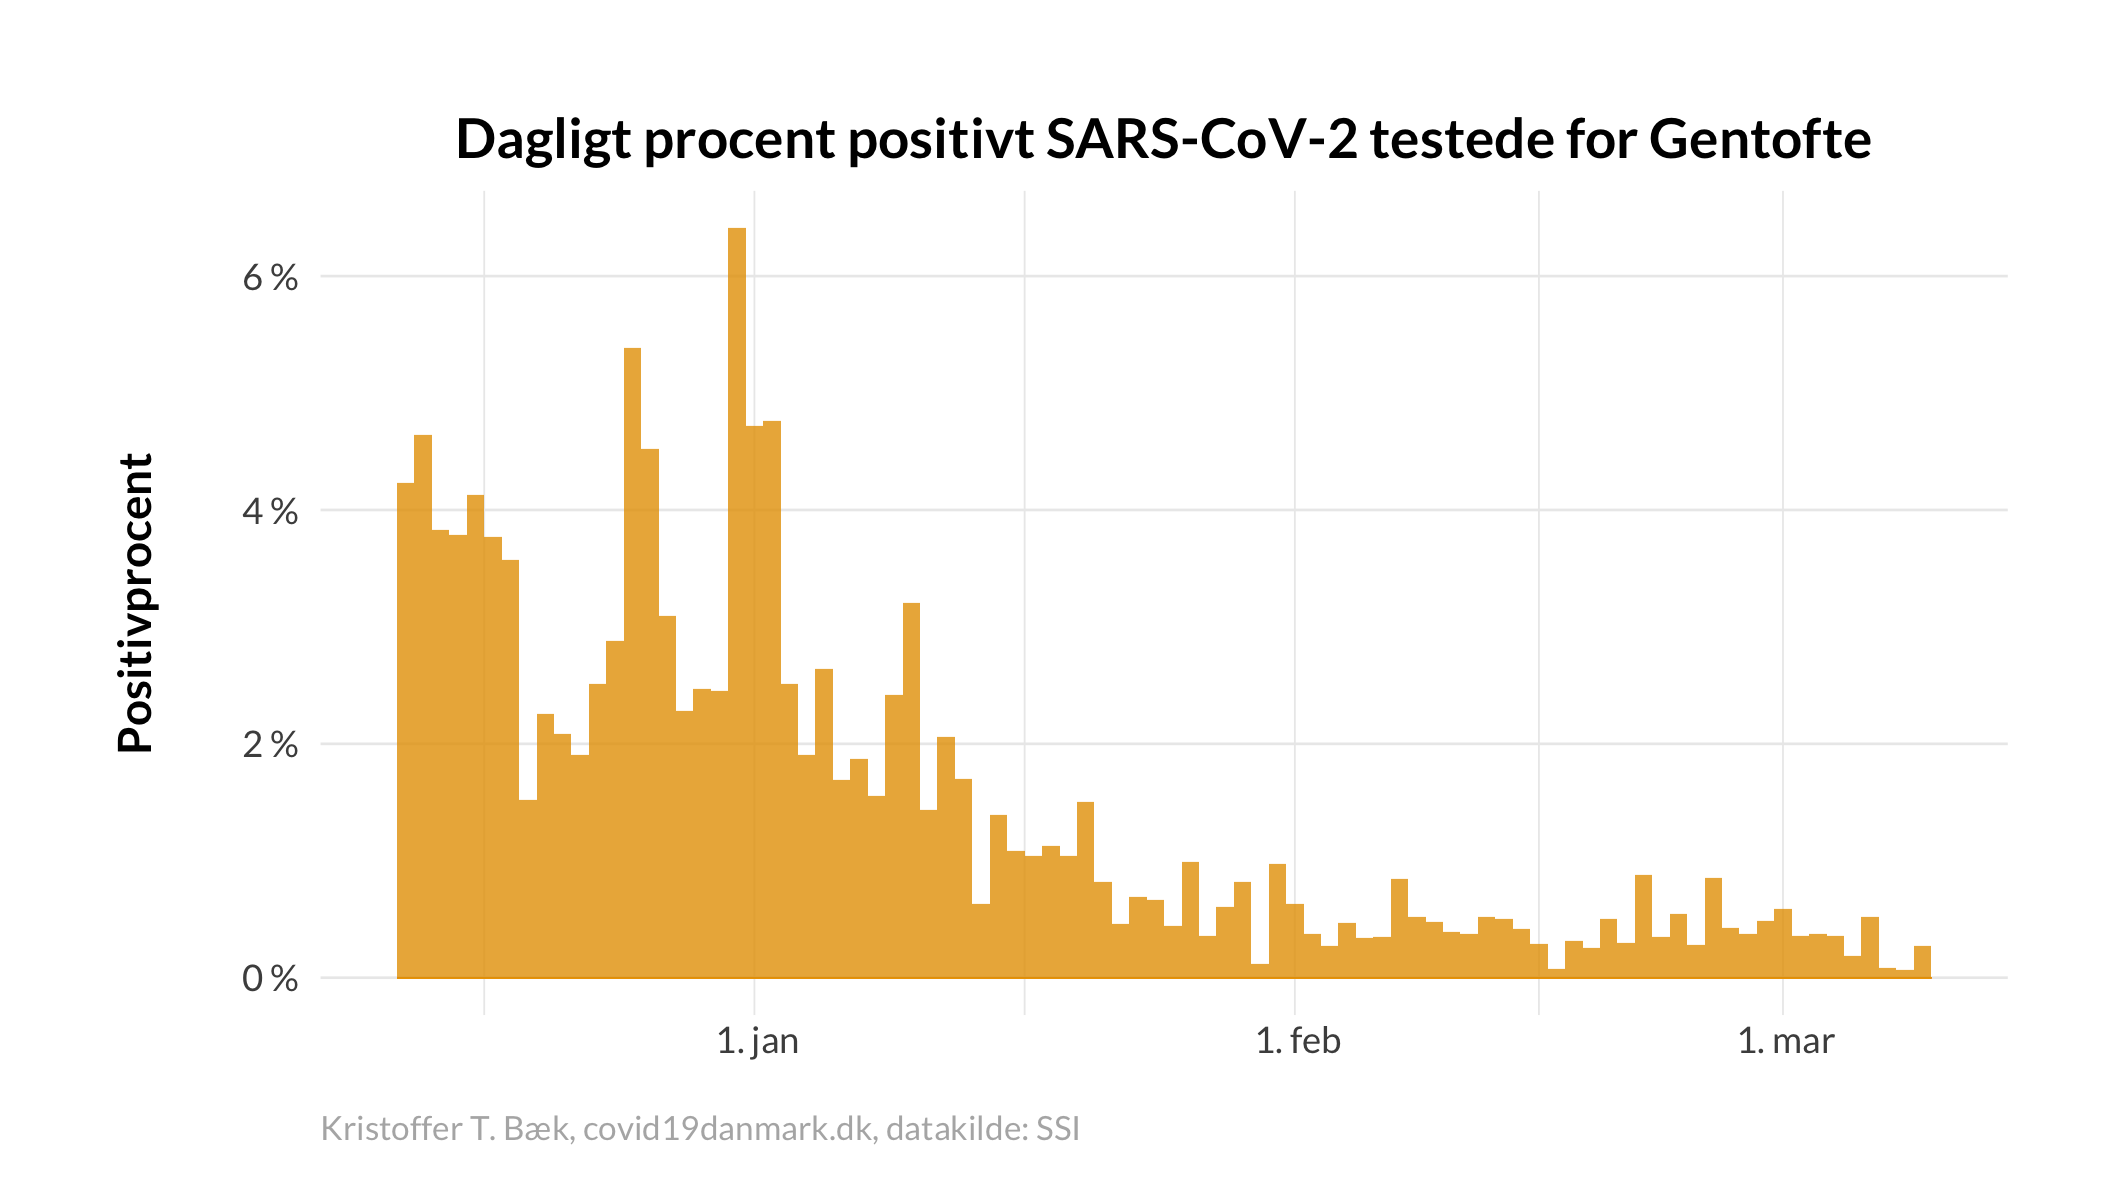 Dagligt procent positivt SARS-CoV-2 testede for Gentofte
Positivprocent
6 %
4 %
2 %
0 %
1. jan
1. feb
1. mar
Kristoffer T. Bæk, covid19danmark.dk, datakilde: SSI